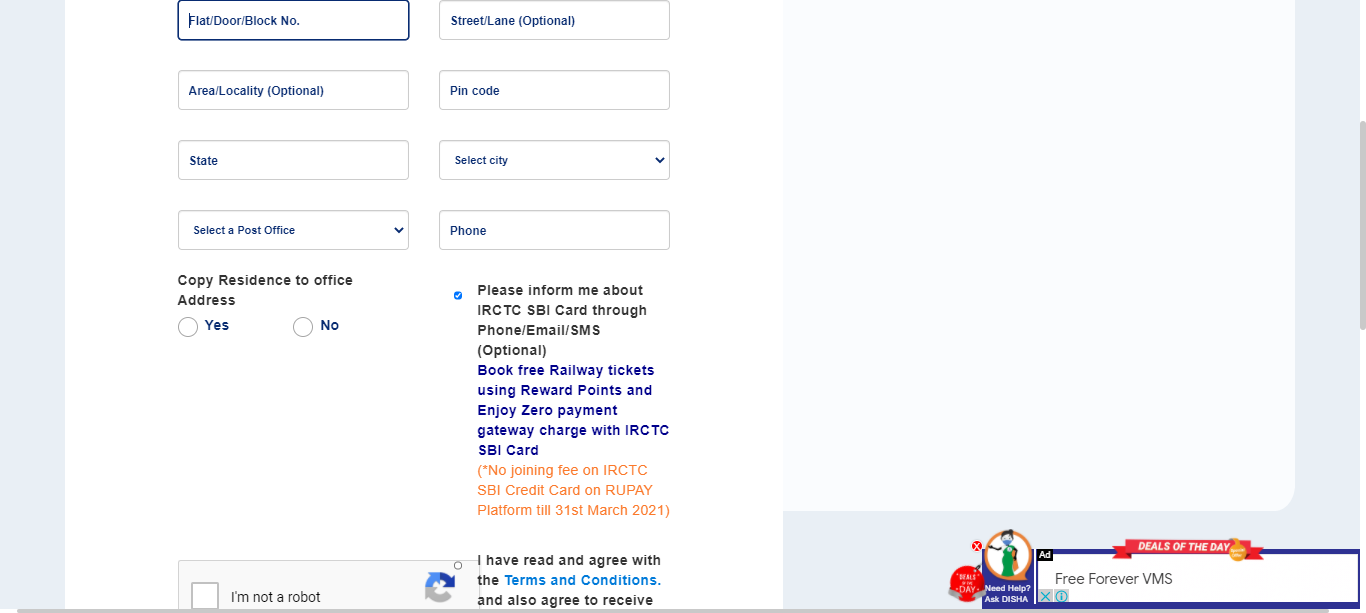 Flat/Door/Block No.
Street/Lane (Optional)
Area/Locality (Optional)
Pin code
State
Select city
Select a Post Office
Phone
Copy Residence to office
Address
Yes
No
Please inform me about
IRCTC SBI Card through
Phone/Email/SMS
(Optional)
Book free Railway tickets
using Reward Points and
Enjoy Zero payment
gateway charge with IRCTC
SBI Card
(*No joining fee on IRCTC
SBI Credit Card on RUPAY
Platform till 31st March 2021)
I'm not a robot
I have read and agree with
the Terms and Conditions.
and also agree to receive
DEALS OF THE DAY
"DEALS
OF THE
DAY"
Need Help?
Ask DISHA
Ad
Free Forever VMS